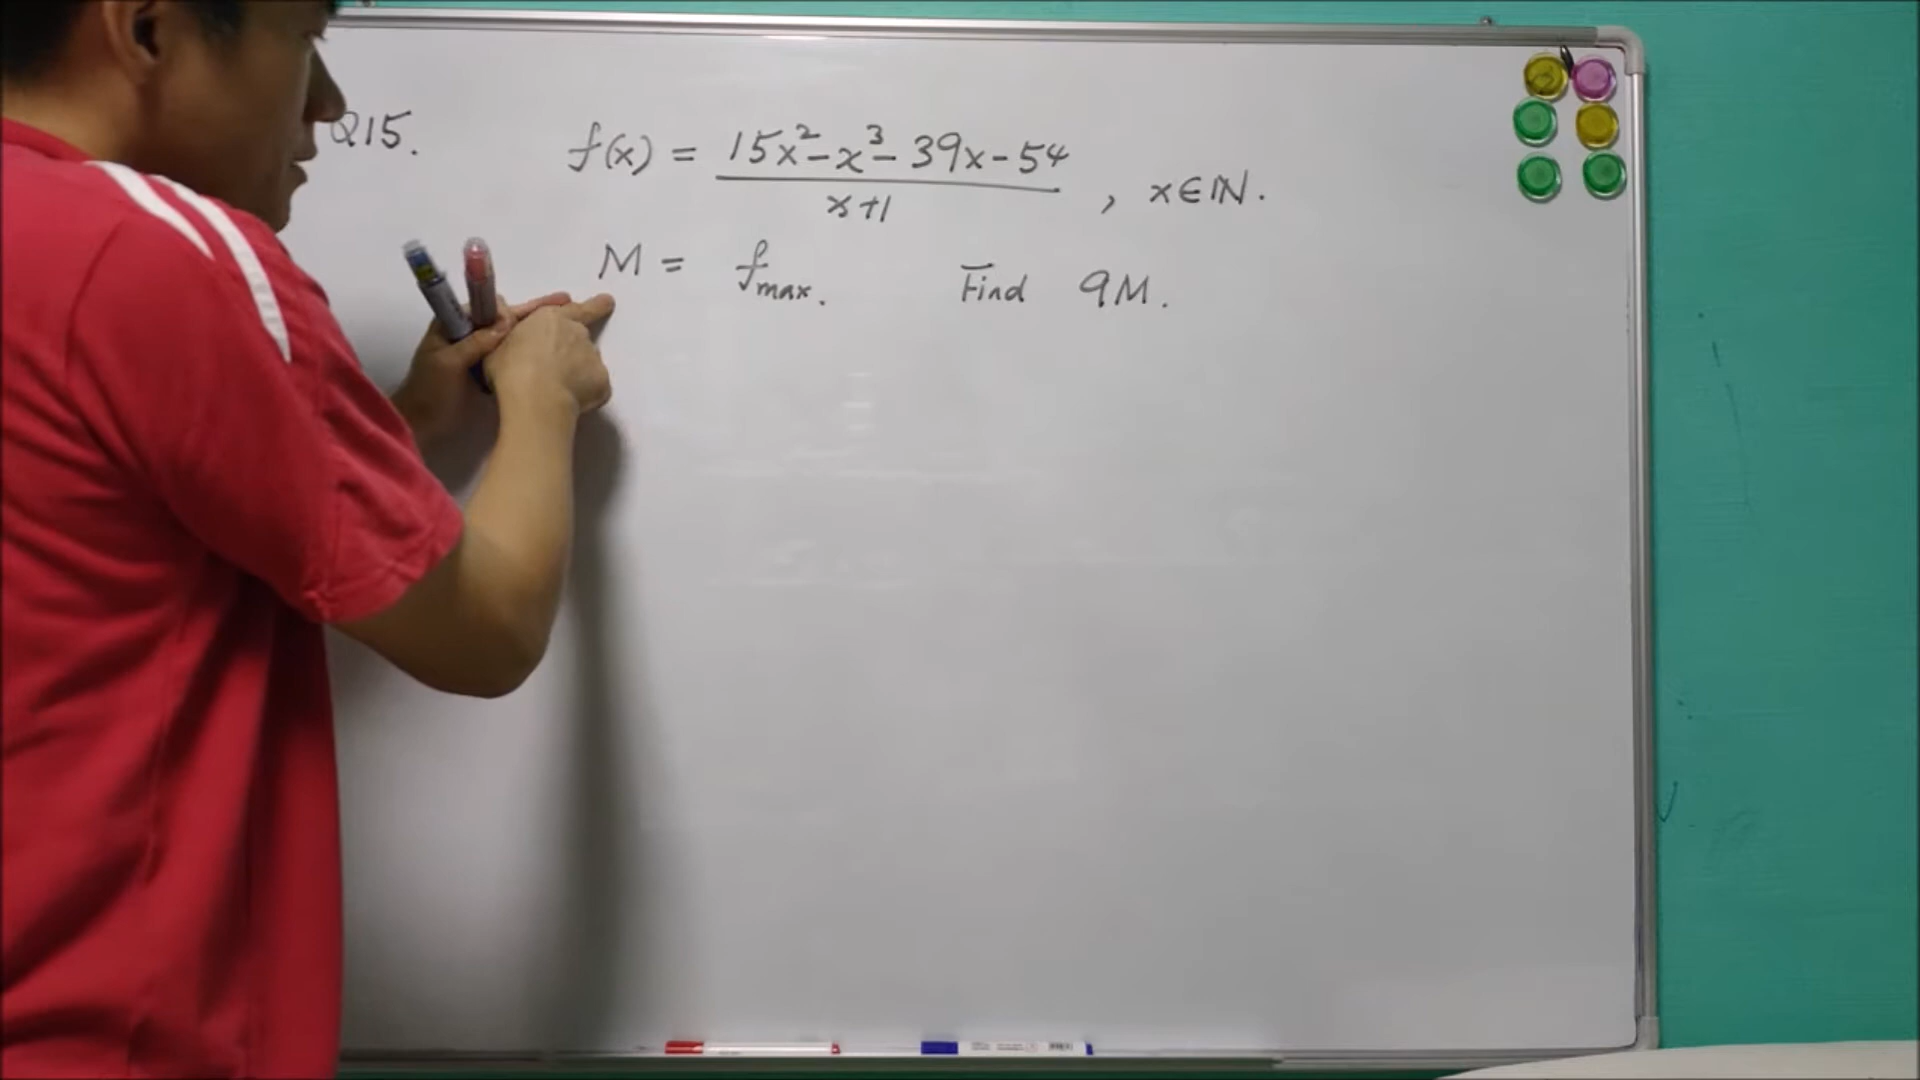 Q15. f(x) = (15x² - x³ - 39x - 54) / (x+1) , x ∈ ℕ.
M = f_max. Find 9M.